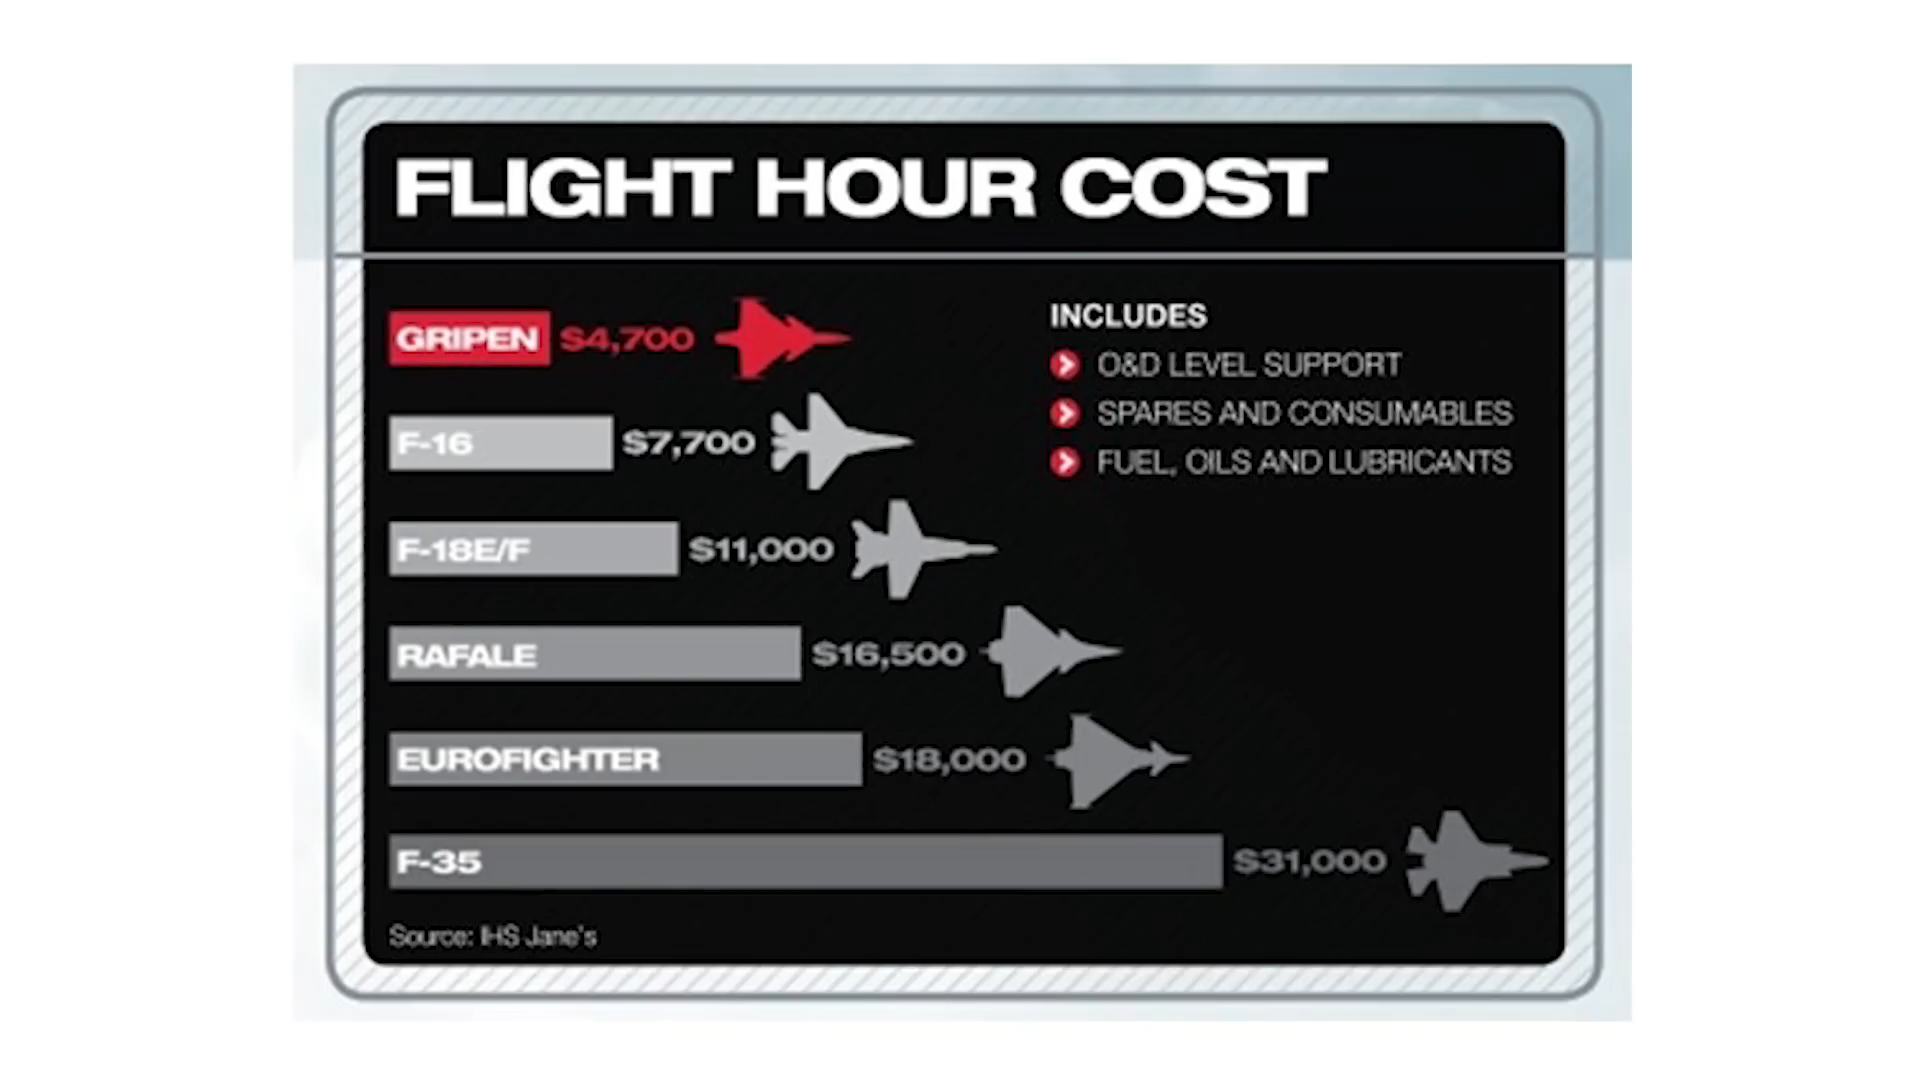 FLIGHT HOUR COST
GRIPEN $4,700
F-16 $7,700
F-18E/F $11,000
RAFALE $16,500
EUROFIGHTER $18,000
F-35 $31,000
INCLUDES
O&D LEVEL SUPPORT
SPARES AND CONSUMABLES
FUEL, OILS AND LUBRICANTS
Source: IHS Jane's